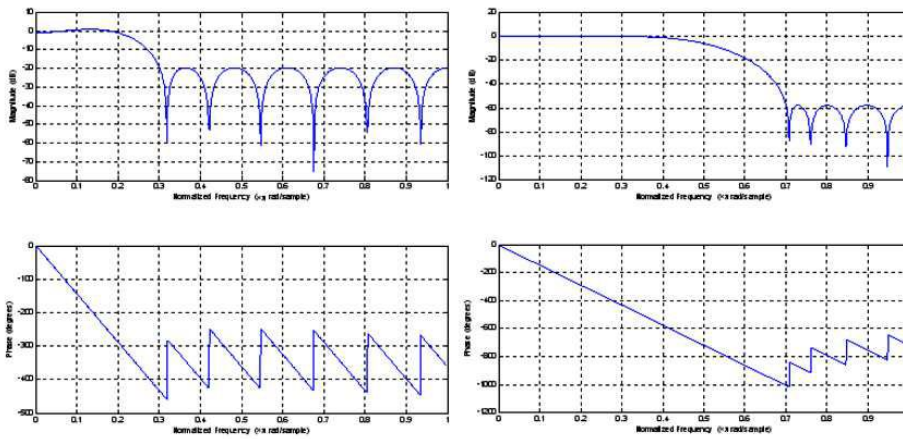 10
0
-10
-20
-30
-40
-50
-60
-70
-80
Magnitude (dB)
0 0.1 0.2 0.3 0.4 0.5 0.6 0.7 0.8 0.9 1
Normalized Frequency (×π rad/sample)
20
0
-20
-40
-60
-80
-100
-120
Magnitude (dB)
0 0.1 0.2 0.3 0.4 0.5 0.6 0.7 0.8 0.9
Normalized Frequency (×π rad/sample)
0
-100
-200
-300
-400
-500
Phase (degrees)
0 0.1 0.2 0.3 0.4 0.5 0.6 0.7 0.8 0.9 1
Normalized Frequency (×π rad/sample)
0
-200
-400
-600
-800
-1000
-1200
Phase (degrees)
0 0.1 0.2 0.3 0.4 0.5 0.6 0.7 0.8 0.9
Normalized Frequency (×π rad/sample)